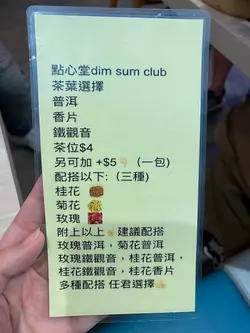 點心堂dim sum club
茶葉選擇
普洱
香片
鐵觀音
茶位$4
另可加 +$5👇🏻 (一包)
配搭以下: (三種)
桂花
菊花
玫瑰
附上以上☝🏻建議配搭
玫瑰普洱，菊花普洱
玫瑰鐵觀音，桂花普洱，
桂花鐵觀音，桂花香片
多種配搭 任君選擇👍🏻